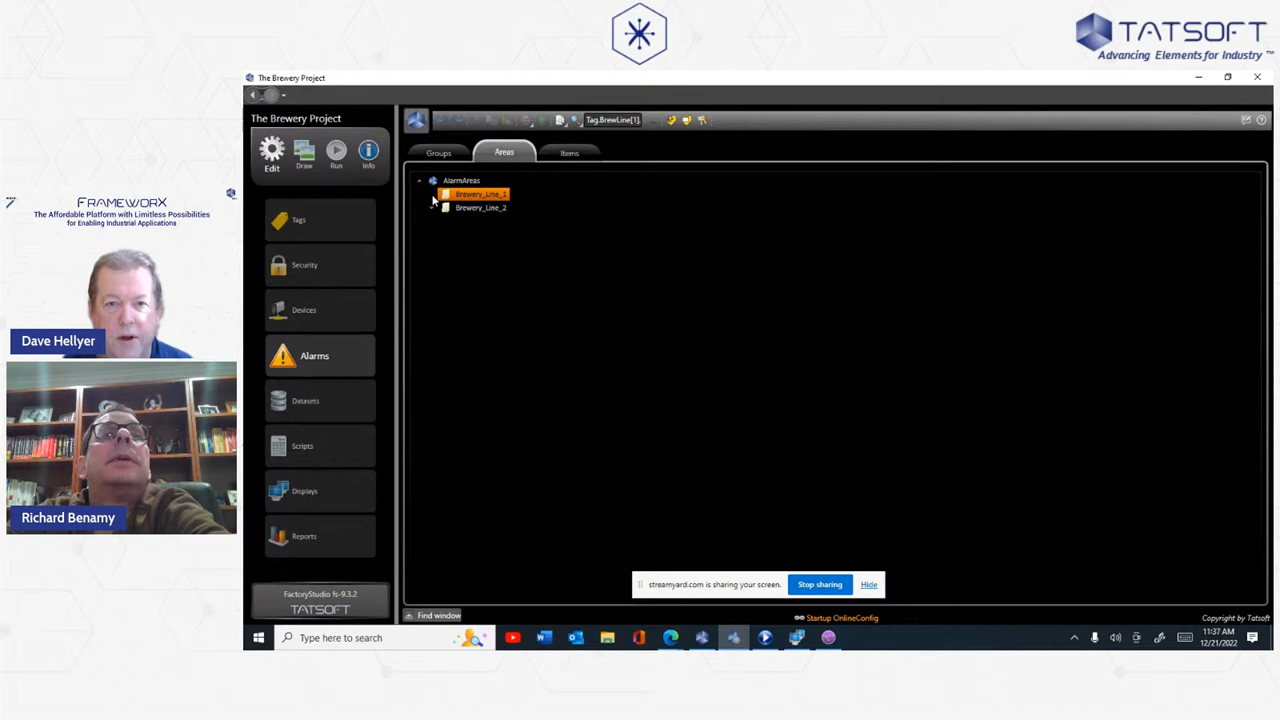 TATSOFT
Advancing Elements for Industry ™
FRAMEWORX
The Affordable Platform with Limitless Possibilities
for Enabling Industrial Applications
Dave Hellyer
Richard Benamy
The Brewery Project
The Brewery Project
Edit
Draw
Run
Info
Tags
Security
Devices
Alarms
Datasets
Scripts
Displays
Reports
FactoryStudio fs-9.3.2
TATSOFT
Tag.BrewLine[1].
Groups
Areas
Items
AlarmAreas
Brewery_Line_1
Brewery_Line_2
streamyard.com is sharing your screen.
Stop sharing
Hide
Find window
Startup OnlineConfig
Copyright by Tatsoft
Type here to search
11:37 AM
12/21/2022